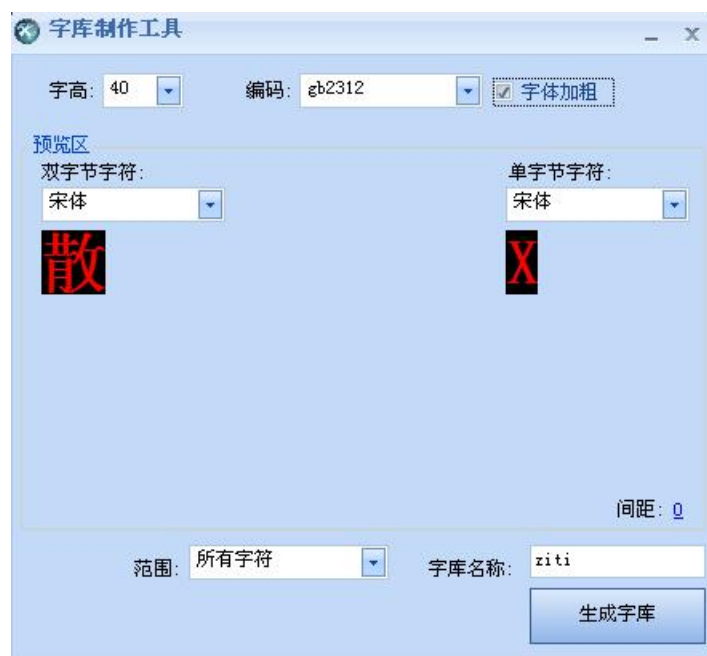 字库制作工具
字高: 40 编码: gb2312 字体加粗
预览区
双字节字符: 单字节字符:
宋体 宋体
散 X
间距: 0
范围: 所有字符 字库名称: ziti
生成字库